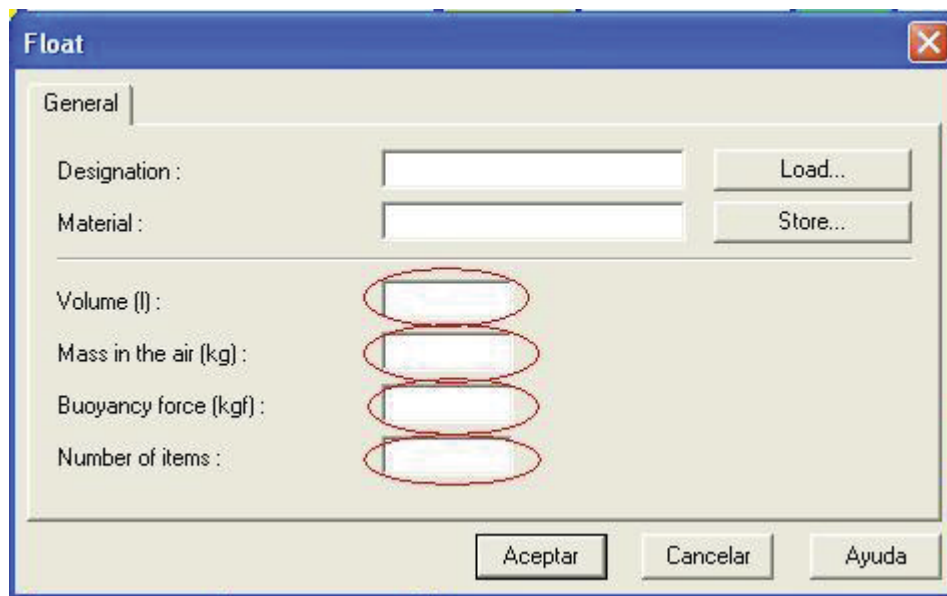 Float
General
Designation :
Load...
Material :
Store...
Volume (l) :
Mass in the air (kg) :
Buoyancy force (kgf) :
Number of items :
Aceptar
Cancelar
Ayuda